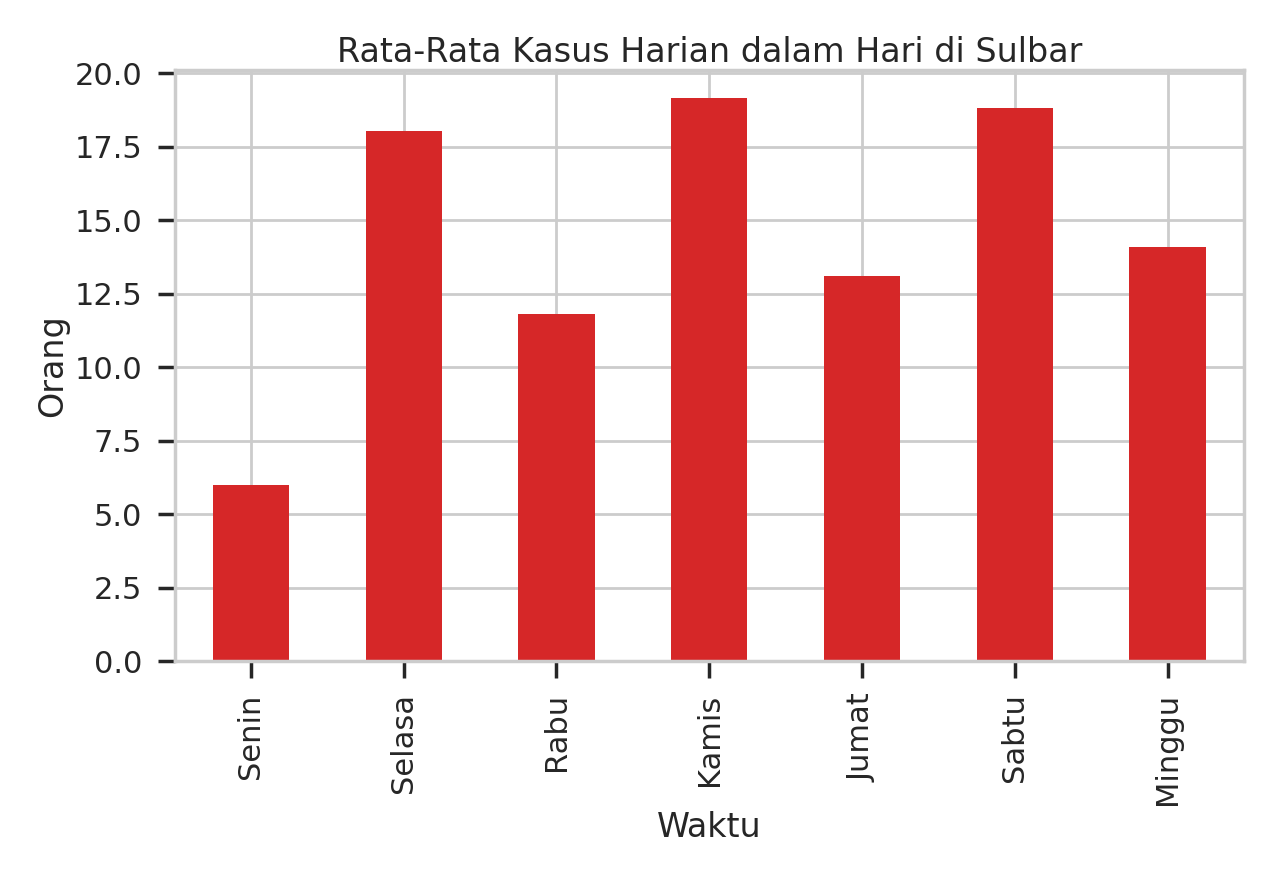 Rata-Rata Kasus Harian dalam Hari di Sulbar
20.0
17.5
15.0
12.5
10.0
7.5
5.0
2.5
0.0
Orang
Senin
Selasa
Rabu
Kamis
Jumat
Sabtu
Minggu
Waktu